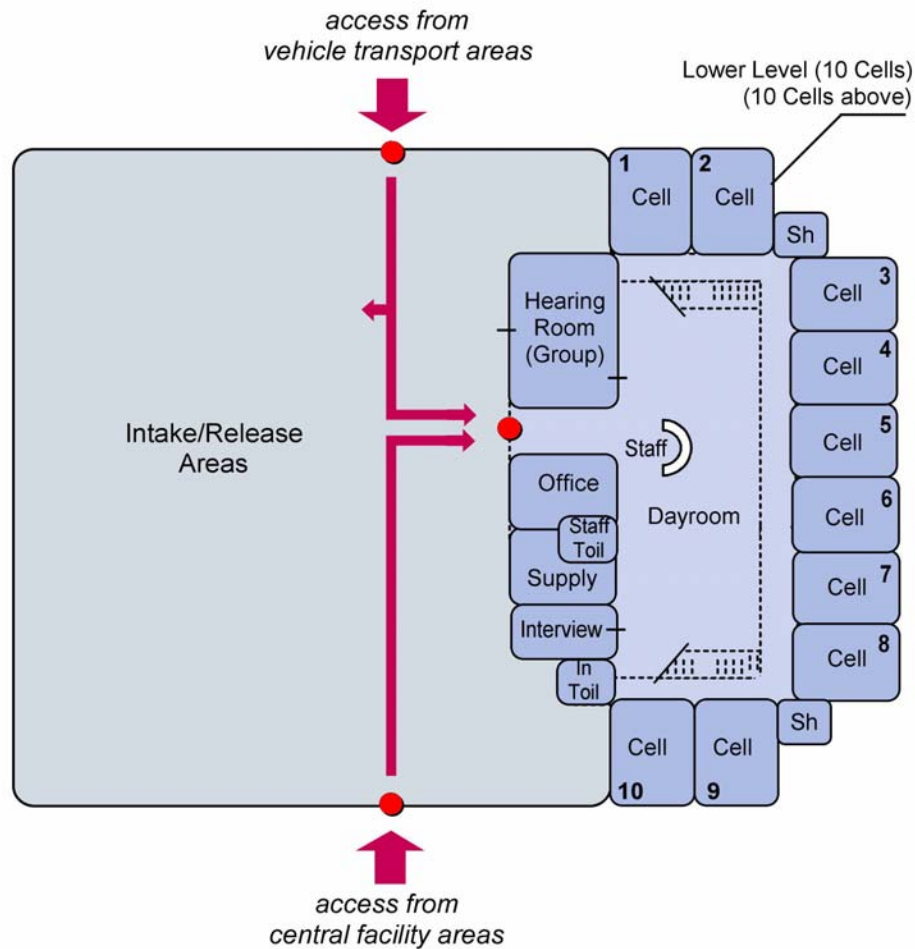 access from
vehicle transport areas
Lower Level (10 Cells)
(10 Cells above)
1
Cell
2
Cell
Sh
Hearing
Room
(Group)
3
Cell
4
Cell
5
Cell
Intake/Release
Areas
Staff
Office
Dayroom
6
Cell
Staff
Toil
Supply
7
Cell
Interview
8
Cell
In
Toil
Sh
Cell
10
Cell
9
access from
central facility areas